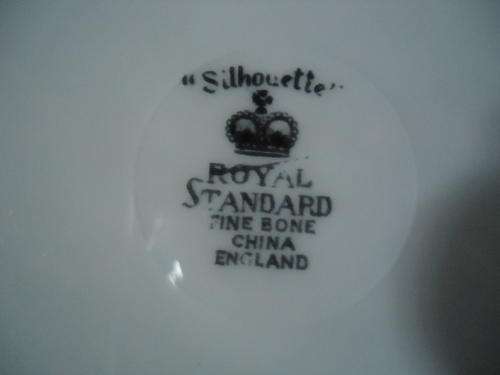 "Silhouette"
ROYAL
STANDARD
FINE BONE
CHINA
ENGLAND